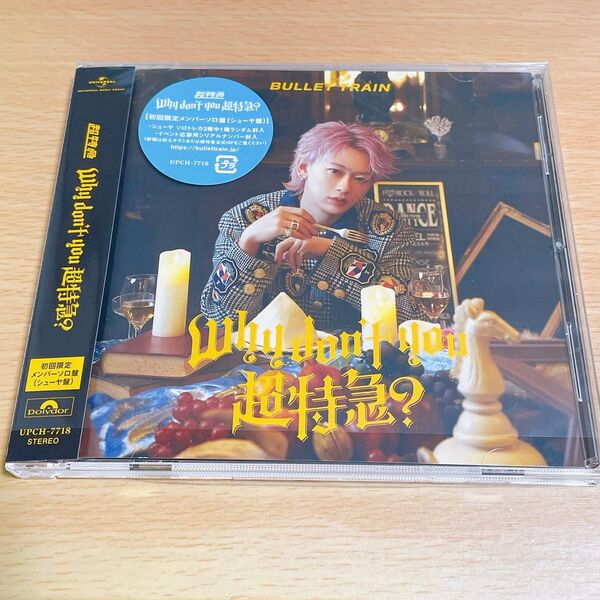 UNIVERSAL
UNIVERSAL MUSIC GROUP
超特急
Why don't you 超特急?
初回限定
メンバーソロ盤
(シューヤ盤)
Polydor
UPCH-7718
STEREO
超特急
Why don't you 超特急?
【初回限定メンバーソロ盤(シューヤ盤)】
・シューヤ ソロトレカ3種中1種ランダム封入
・イベント応募用シリアルナンバー封入
https://bullettrain.jp/
UPCH-7718
BULLET TRAIN
ROCK
ROLL
DANCE
Why don't you
超特急?